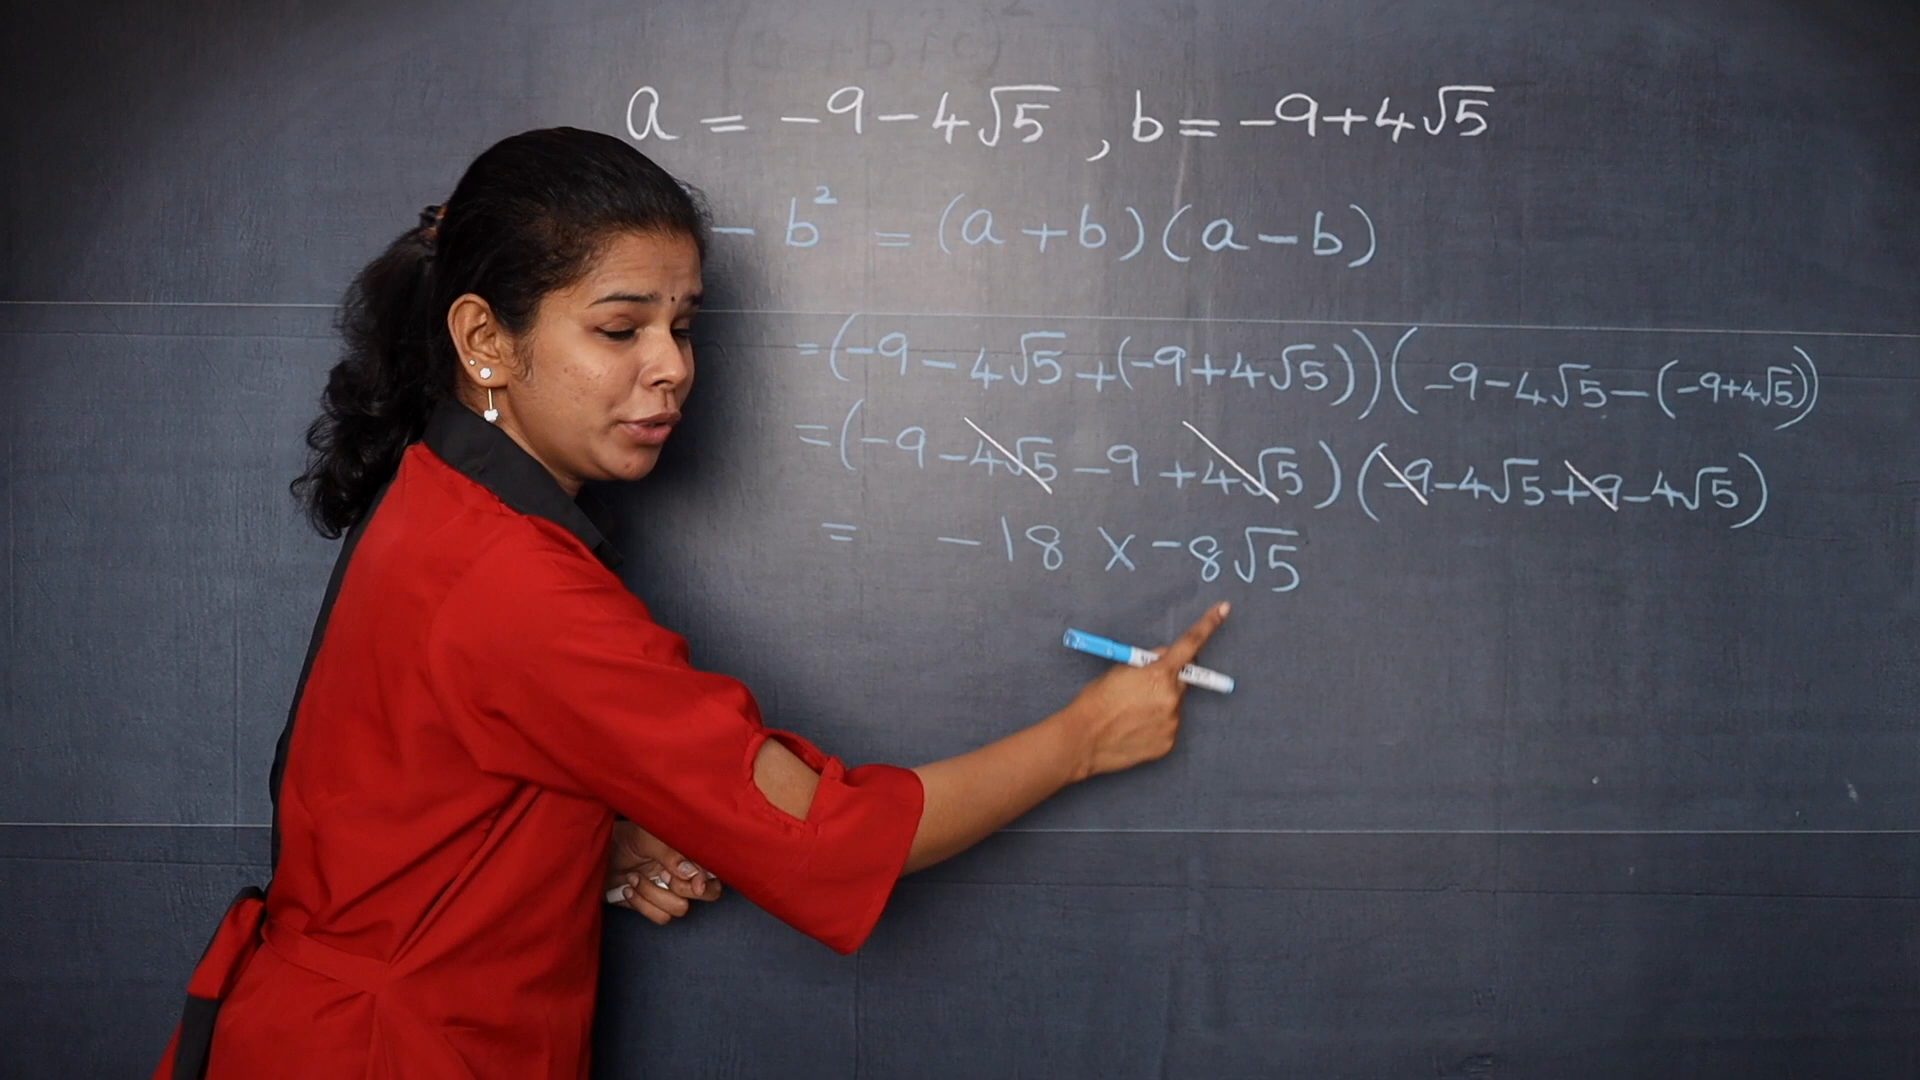 (a+b+c)²
a = -9-4√5 , b = -9+4√5
- b² = (a+b)(a-b)
=(-9-4√5+(-9+4√5))(-9-4√5-(-9+4√5))
=(-9-4√5-9+4√5)(-9-4√5+9-4√5)
= -18 x -8√5